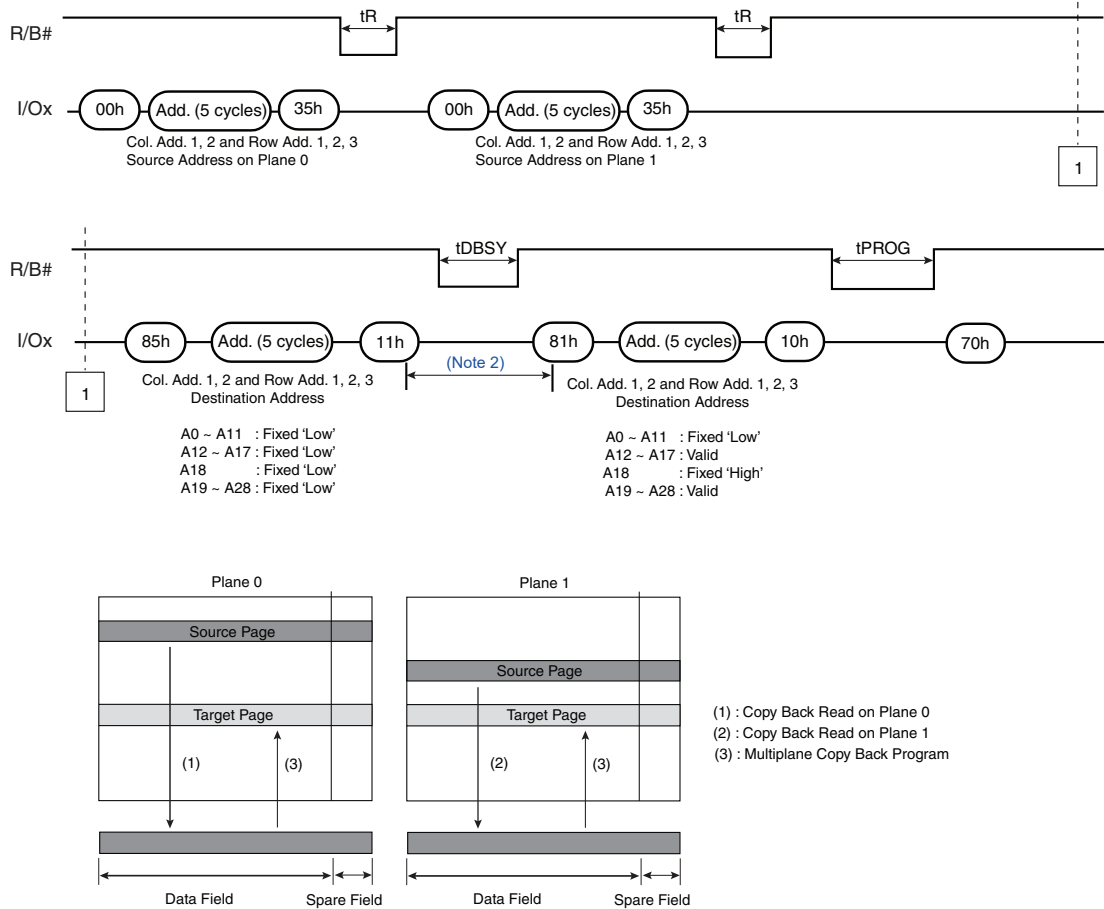 tR
tR
R/B#
I/Ox
00h
Add. (5 cycles)
35h
00h
Add. (5 cycles)
35h
Col. Add. 1, 2 and Row Add. 1, 2, 3
Source Address on Plane 0
Col. Add. 1, 2 and Row Add. 1, 2, 3
Source Address on Plane 1
1
tDBSY
tPROG
R/B#
I/Ox
85h
Add. (5 cycles)
11h
(Note 2)
81h
Add. (5 cycles)
10h
70h
1
Col. Add. 1, 2 and Row Add. 1, 2, 3
Destination Address
Col. Add. 1, 2 and Row Add. 1, 2, 3
Destination Address
A0 ~ A11 : Fixed ‘Low’
A12 ~ A17 : Fixed ‘Low’
A18 : Fixed ‘Low’
A19 ~ A28 : Fixed ‘Low’
A0 ~ A11 : Fixed ‘Low’
A12 ~ A17 : Valid
A18 : Fixed ‘High’
A19 ~ A28 : Valid
Plane 0
Source Page
Target Page
(1)
(3)
Data Field
Spare Field
Plane 1
Source Page
Target Page
(2)
(3)
Data Field
Spare Field
(1) : Copy Back Read on Plane 0
(2) : Copy Back Read on Plane 1
(3) : Multiplane Copy Back Program